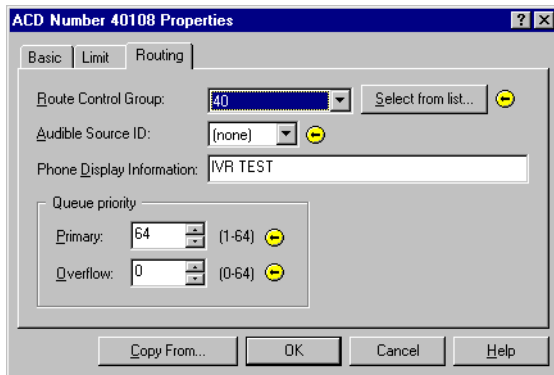 ACD Number 40108 Properties ? ×
Basic Limit Routing
Route Control Group: 40 Select from list...
Audible Source ID: (none)
Phone Display Information: IVR TEST
Queue priority
Primary: 64 (1-64)
Overflow: 0 (0-64)
Copy From... OK Cancel Help